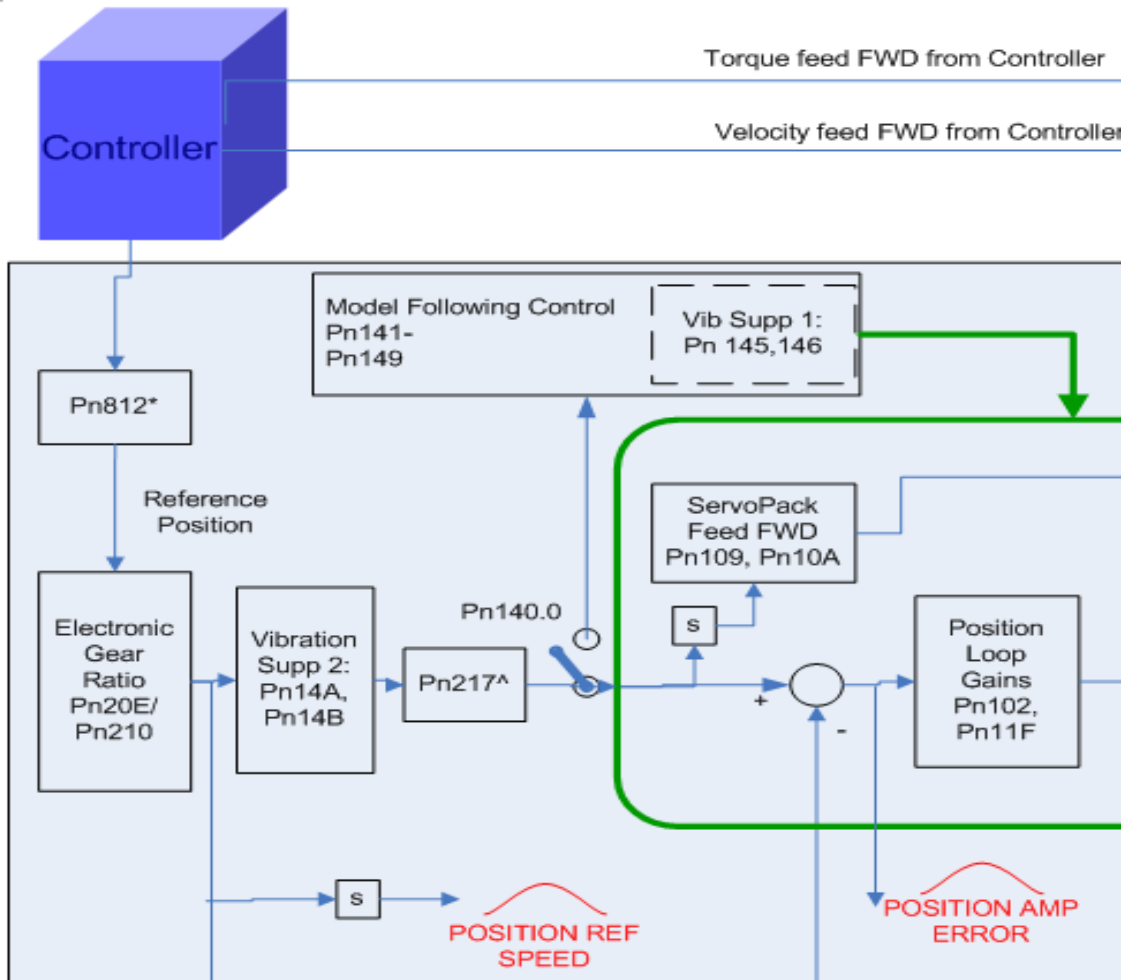 Torque feed FWD from Controller
Velocity feed FWD from Controller
Controller
Model Following Control
Pn141-
Pn149
Vib Supp 1:
Pn 145,146
Pn812*
Reference
Position
ServoPack
Feed FWD
Pn109, Pn10A
Electronic
Gear
Ratio
Pn20E/
Pn210
Vibration
Supp 2:
Pn14A,
Pn14B
Pn217^
Pn140.0
s
+
-
Position
Loop
Gains
Pn102,
Pn11F
s
POSITION REF
SPEED
POSITION AMP
ERROR